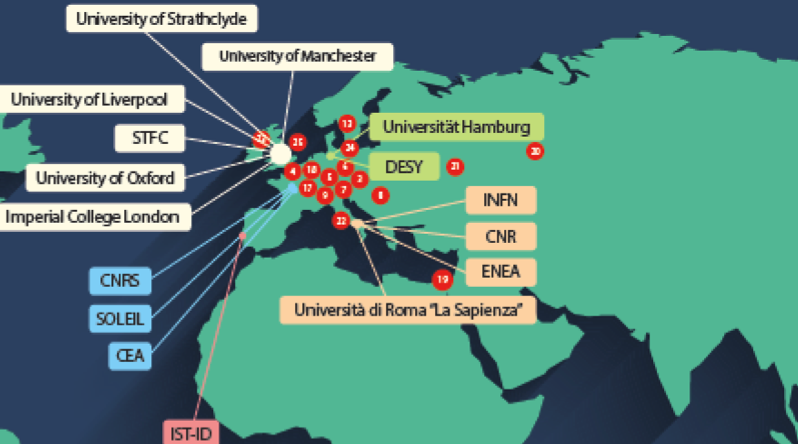 University of Strathclyde
University of Manchester
University of Liverpool
STFC
University of Oxford
Imperial College London
13
Universität Hamburg
25
24
DESY
20
21
4
18
6
5
3
17
9
7
8
INFN
22
CNR
ENEA
19
CNRS
Università di Roma “La Sapienza”
SOLEIL
CEA
IST-ID